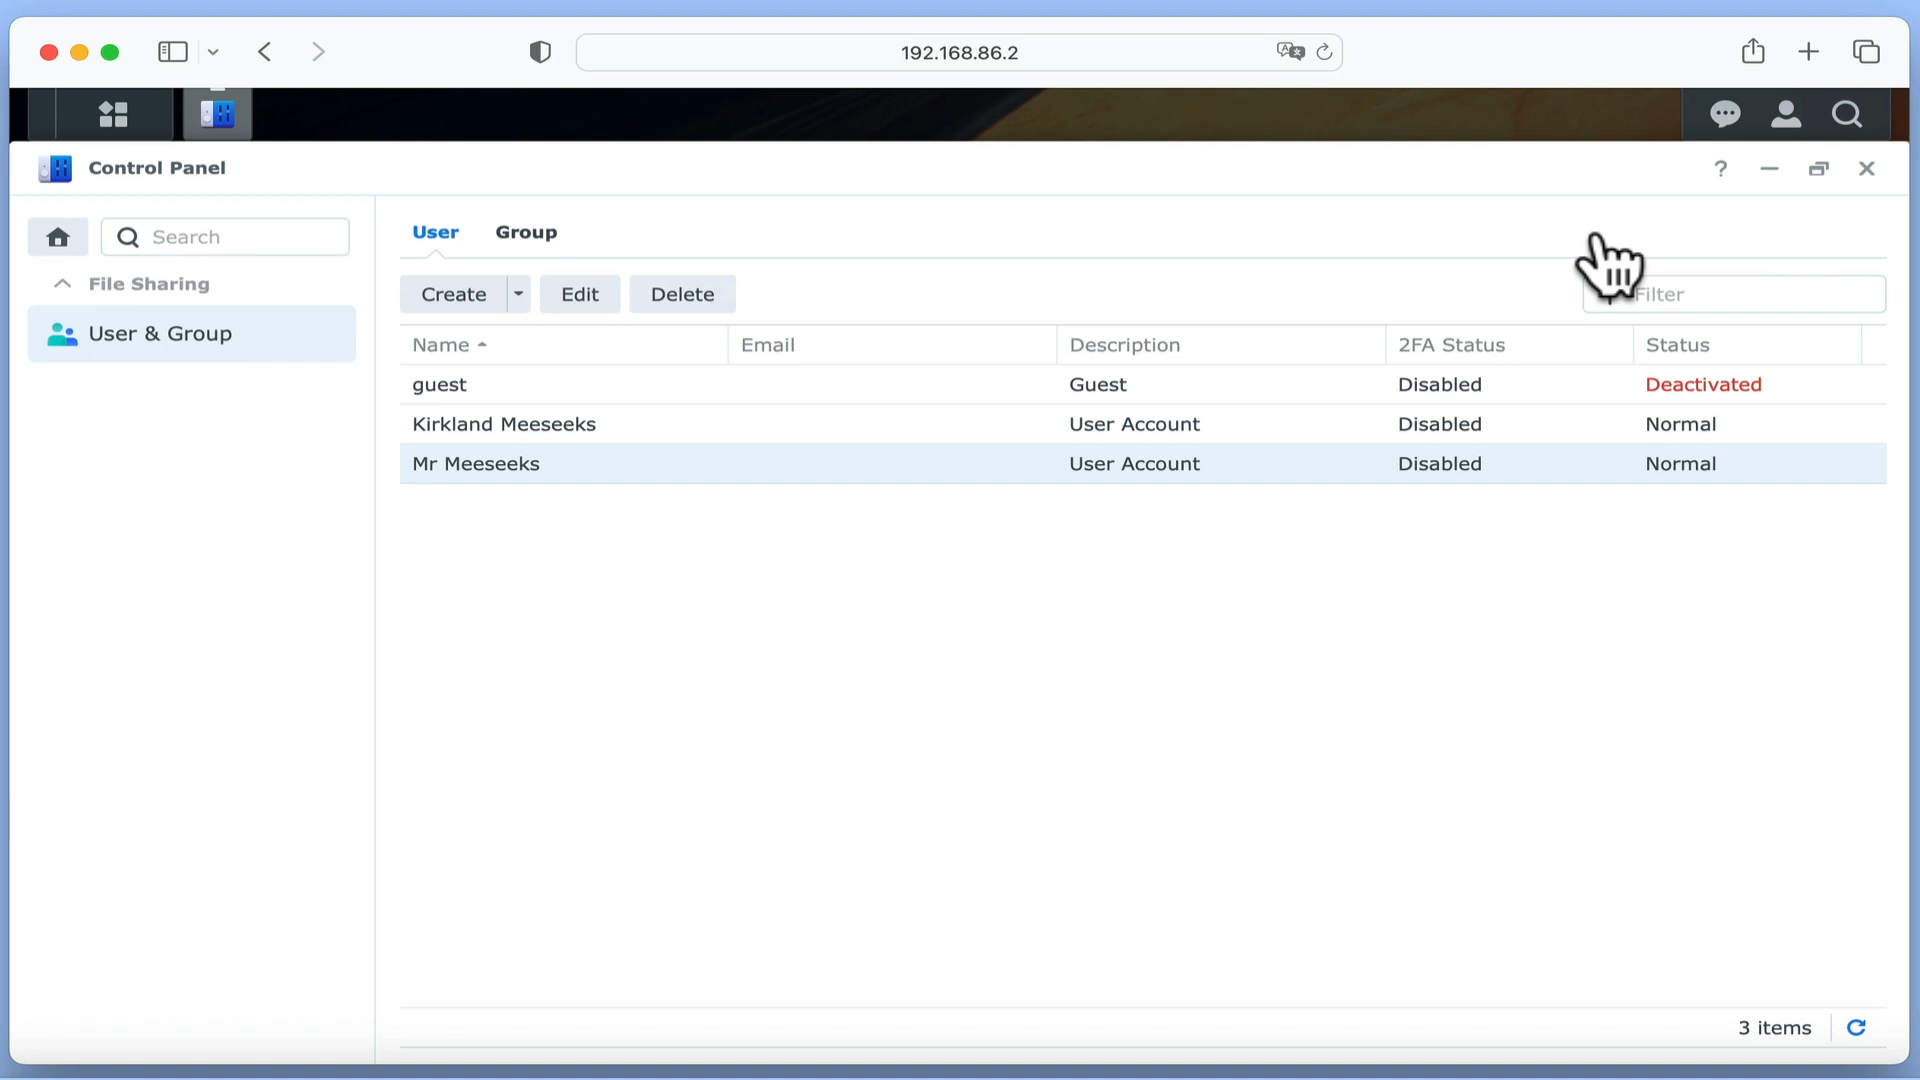 192.168.86.2
Control Panel
?
Search
User Group
File Sharing
Create Edit Delete
Filter
User & Group
Name Email Description 2FA Status Status
guest Guest Disabled Deactivated
Kirkland Meeseeks User Account Disabled Normal
Mr Meeseeks User Account Disabled Normal
3 items